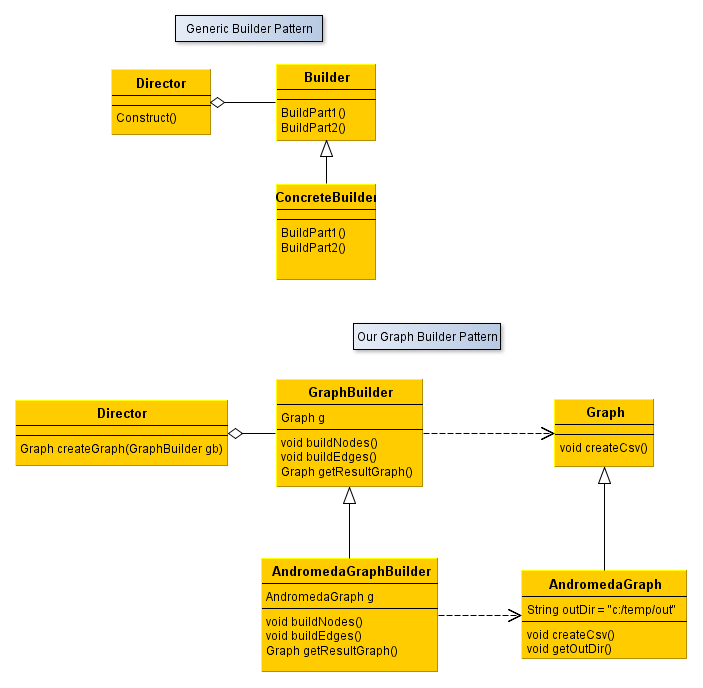 Generic Builder Pattern
Director
Construct()
Builder
BuildPart1()
BuildPart2()
ConcreteBuilder
BuildPart1()
BuildPart2()
Our Graph Builder Pattern
Director
Graph createGraph(GraphBuilder gb)
GraphBuilder
Graph g
void buildNodes()
void buildEdges()
Graph getResultGraph()
Graph
void createCsv()
AndromedaGraphBuilder
AndromedaGraph g
void buildNodes()
void buildEdges()
Graph getResultGraph()
AndromedaGraph
String outDir = "c:/temp/out"
void createCsv()
void getOutDir()